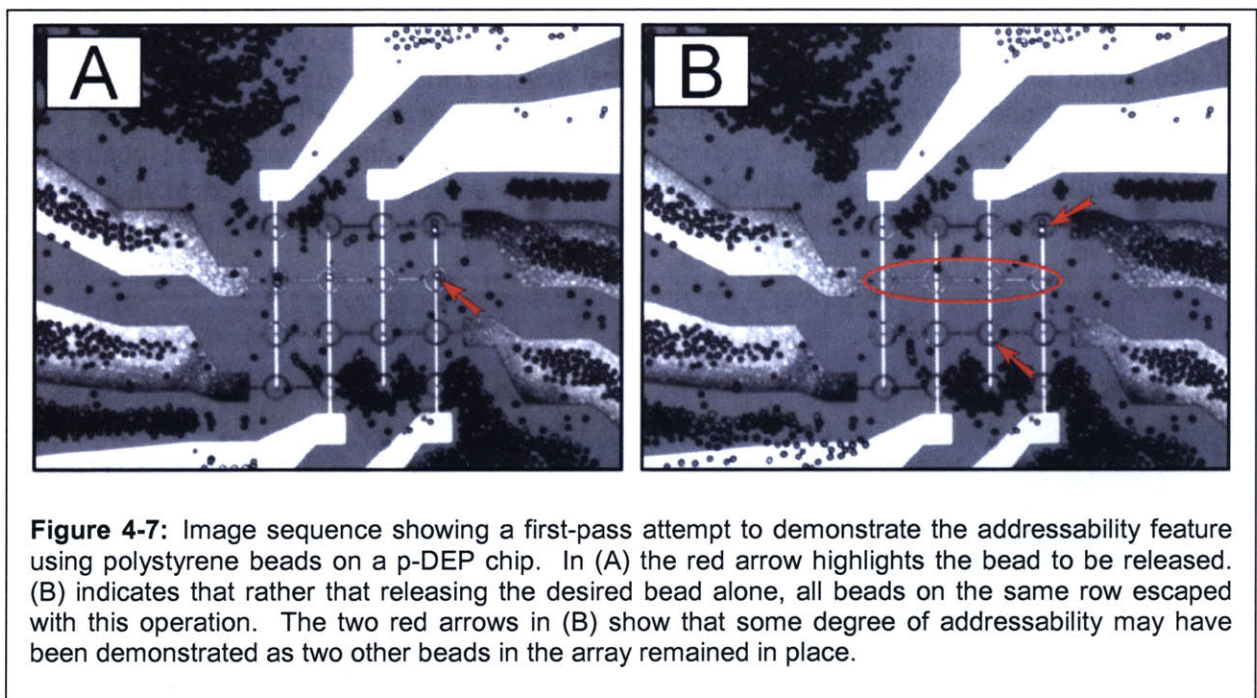 A
B
Figure 4-7: Image sequence showing a first-pass attempt to demonstrate the addressability feature
using polystyrene beads on a p-DEP chip. In (A) the red arrow highlights the bead to be released.
(B) indicates that rather that releasing the desired bead alone, all beads on the same row escaped
with this operation. The two red arrows in (B) show that some degree of addressability may have
been demonstrated as two other beads in the array remained in place.